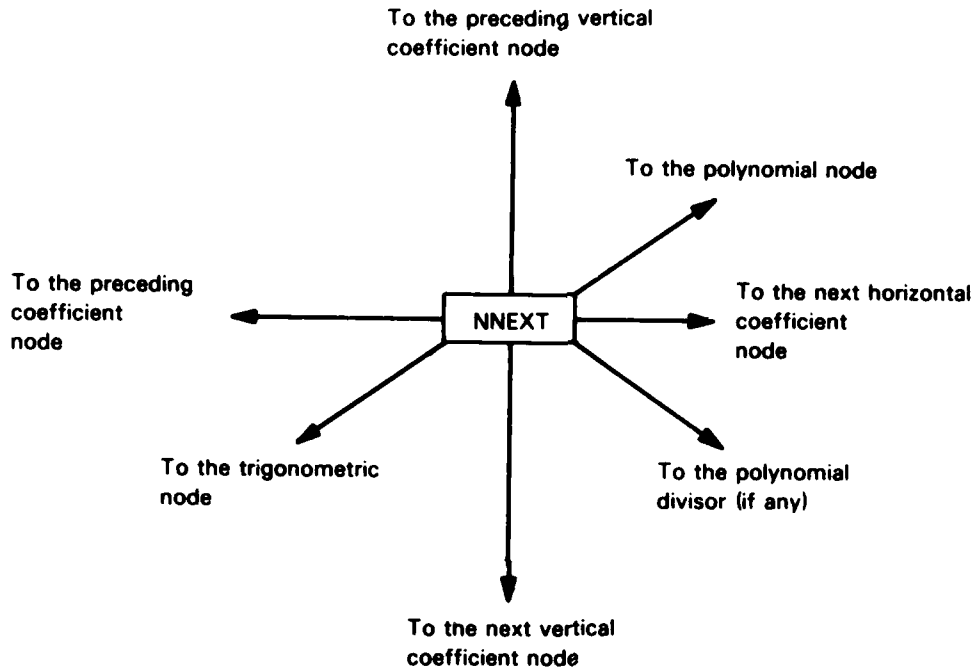 To the preceding vertical
coefficient node
To the polynomial node
To the preceding
coefficient
node
NNEXT
To the next horizontal
coefficient
node
To the trigonometric
node
To the polynomial
divisor (if any)
To the next vertical
coefficient node